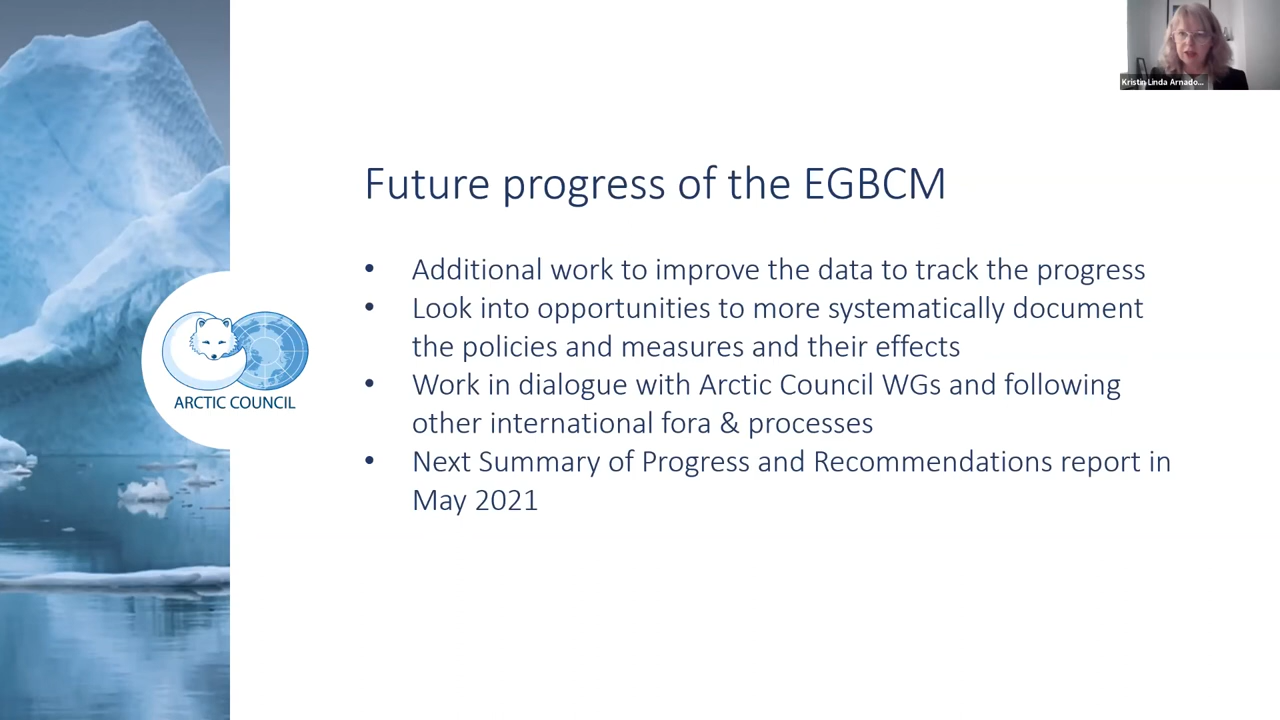 Kristin Linda Arnado...
Future progress of the EGBCM
• Additional work to improve the data to track the progress
• Look into opportunities to more systematically document
the policies and measures and their effects
• Work in dialogue with Arctic Council WGs and following
other international fora & processes
• Next Summary of Progress and Recommendations report in
May 2021
ARCTIC COUNCIL